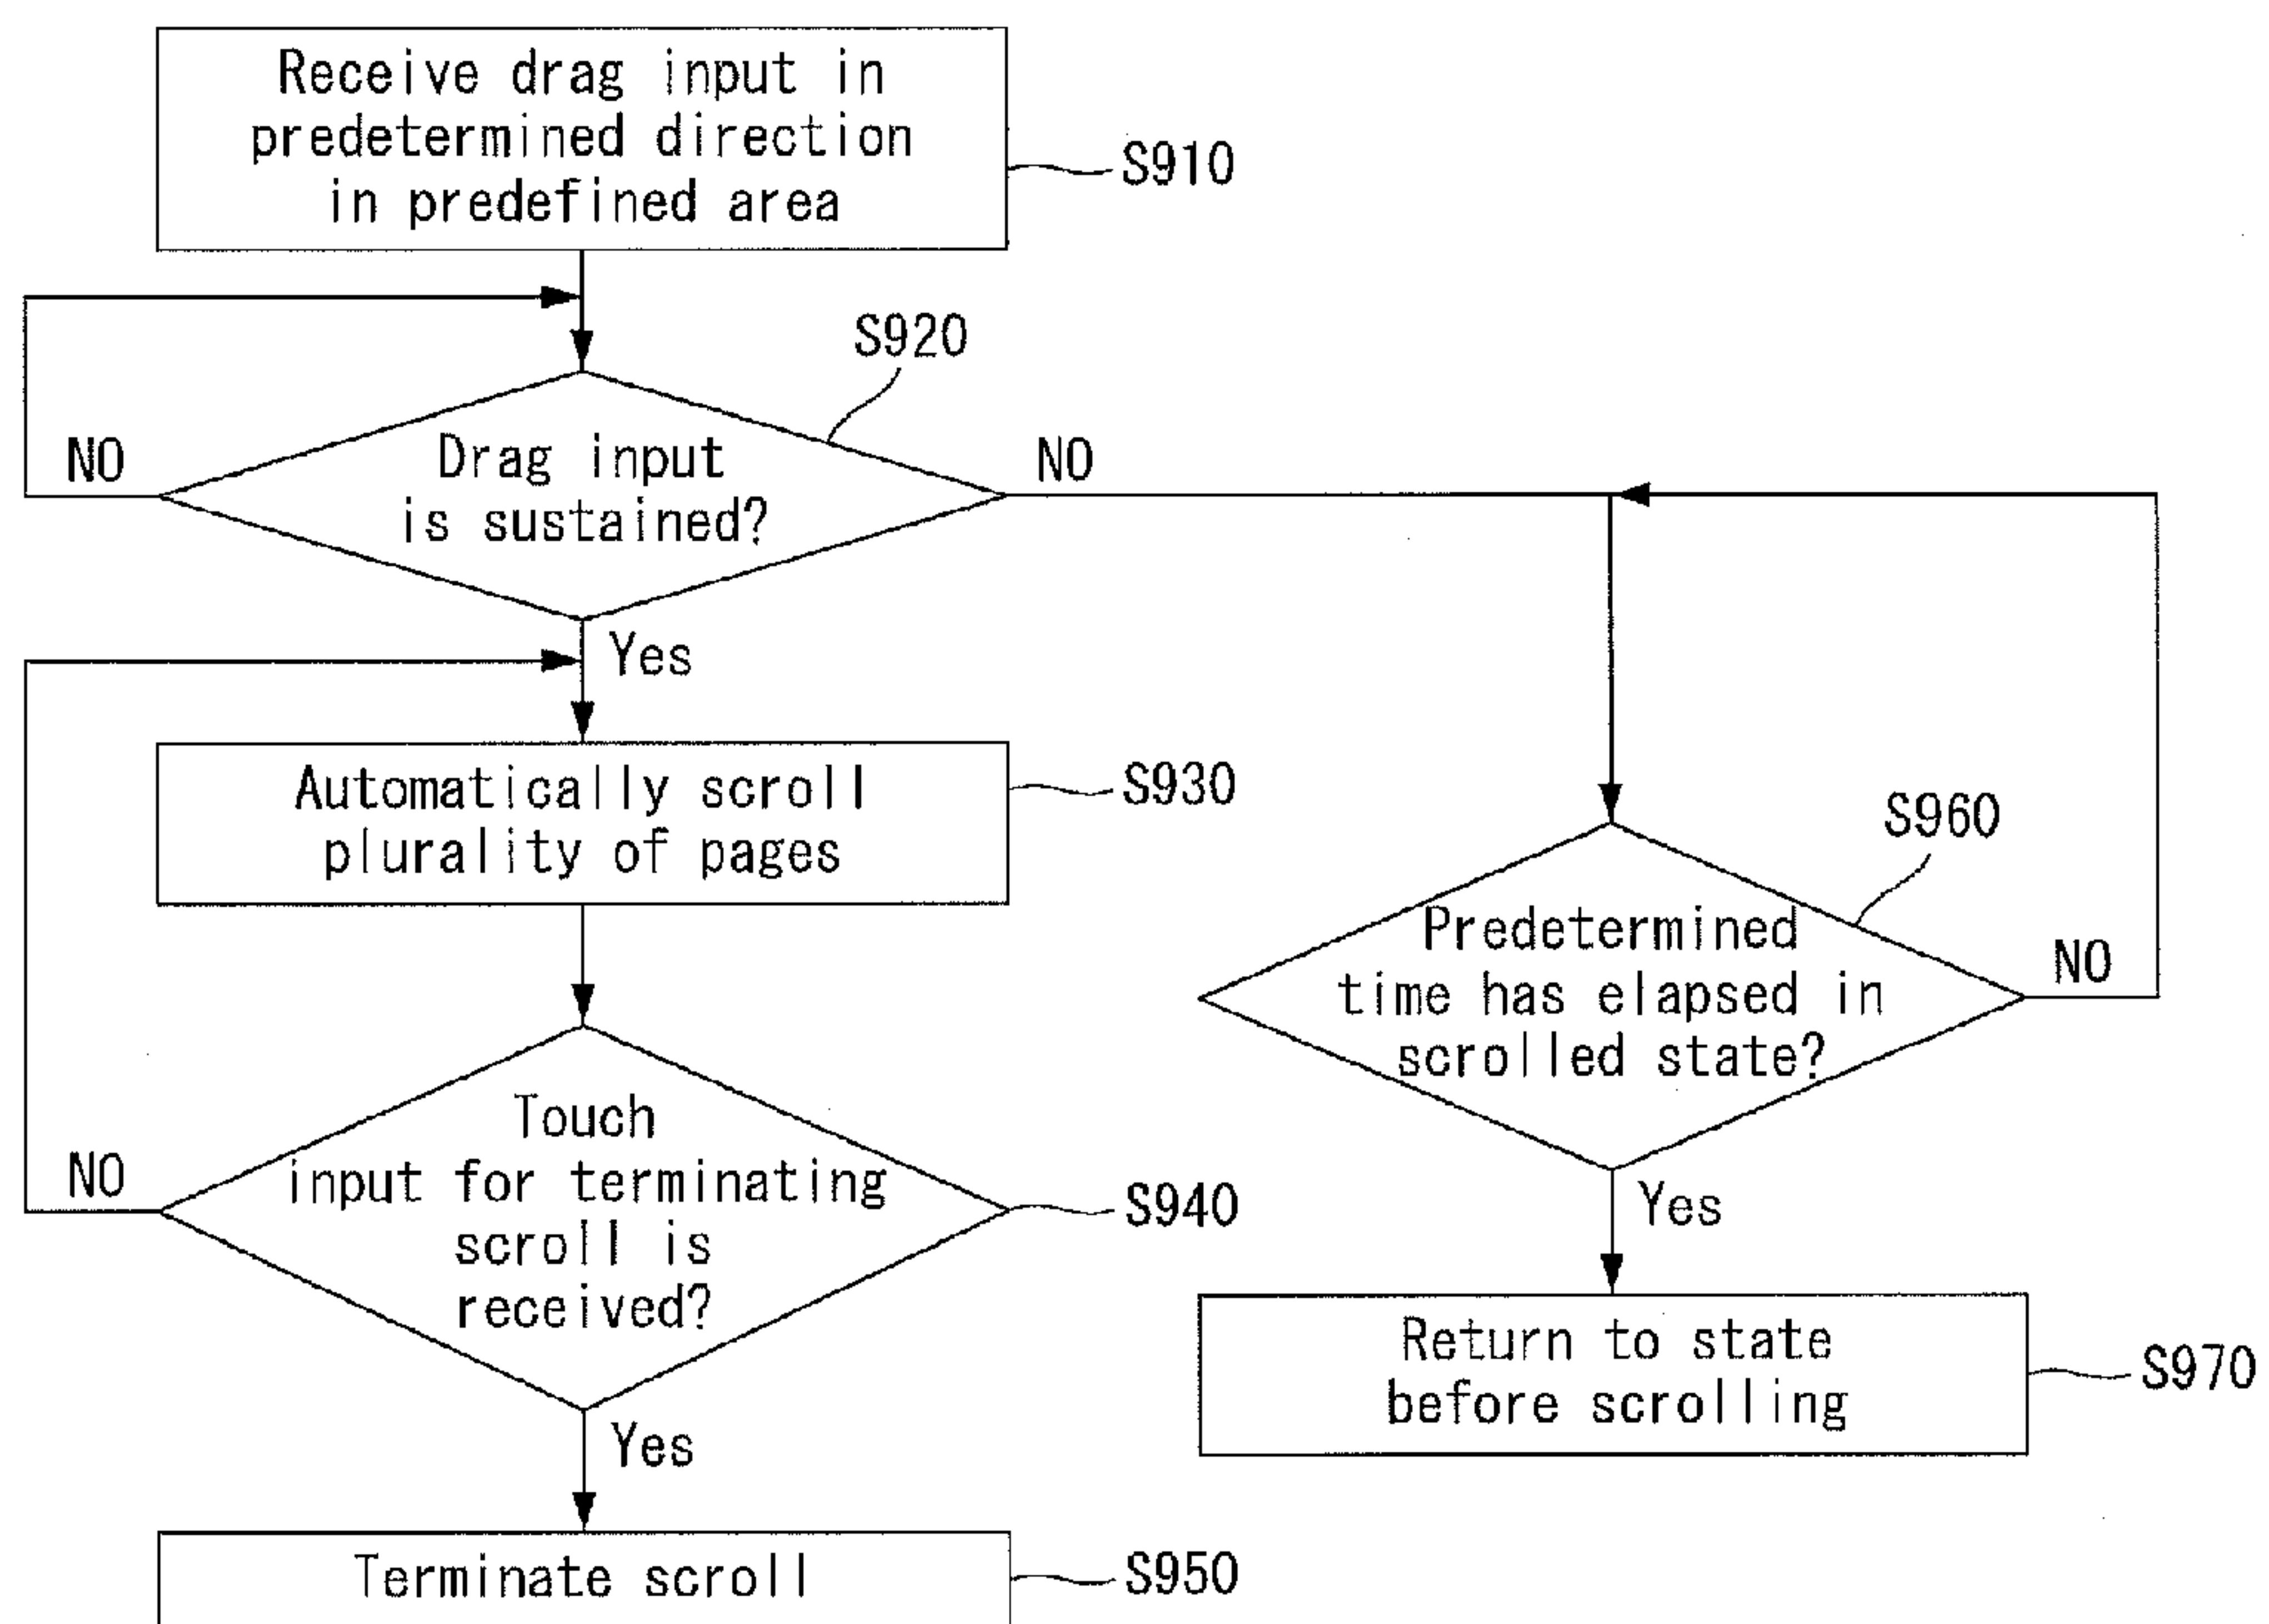 Receive drag input in
predetermined direction
in predefined area
S910
S920
NO
Drag input
is sustained?
NO
Yes
Automatically scroll
plurality of pages
S930
S960
Predetermined
time has elapsed in
scrolled state?
NO
Touch
input for terminating
scroll is
received?
NO
S940
Yes
Return to state
before scrolling
S970
Yes
Terminate scroll
S950